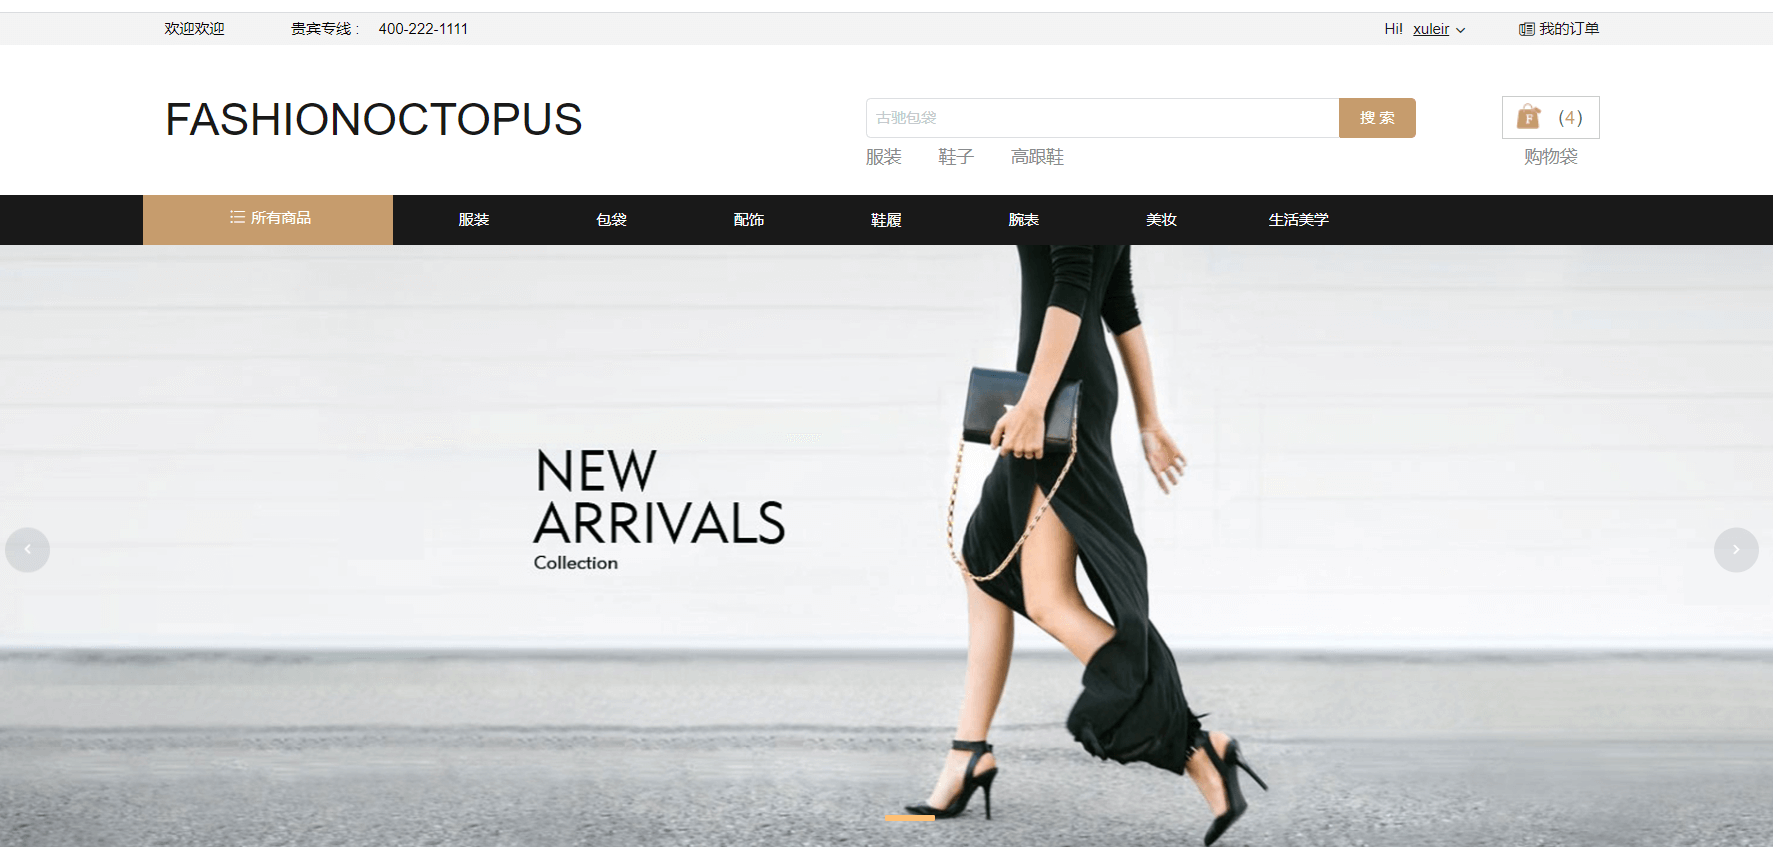 欢迎欢迎 贵宾专线： 400-222-1111 Hi! xuleir 我的订单
FASHIONOCTOPUS
古驰包袋 搜 索
F (4)
服装 鞋子 高跟鞋 购物袋
所有商品 服装 包袋 配饰 鞋履 腕表 美妆 生活美学
NEW
ARRIVALS
Collection